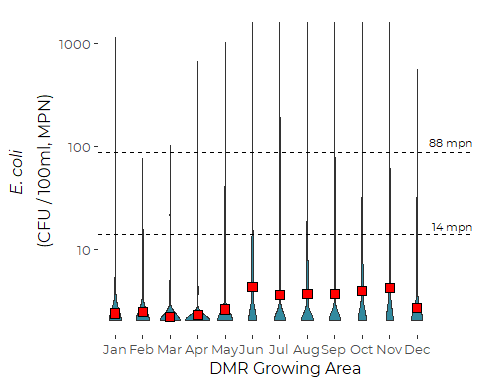 1000
100
10
E. coli
(CFU / 100ml, MPN)
88 mpn
14 mpn
Jan Feb Mar Apr May Jun Jul Aug Sep Oct Nov Dec
DMR Growing Area